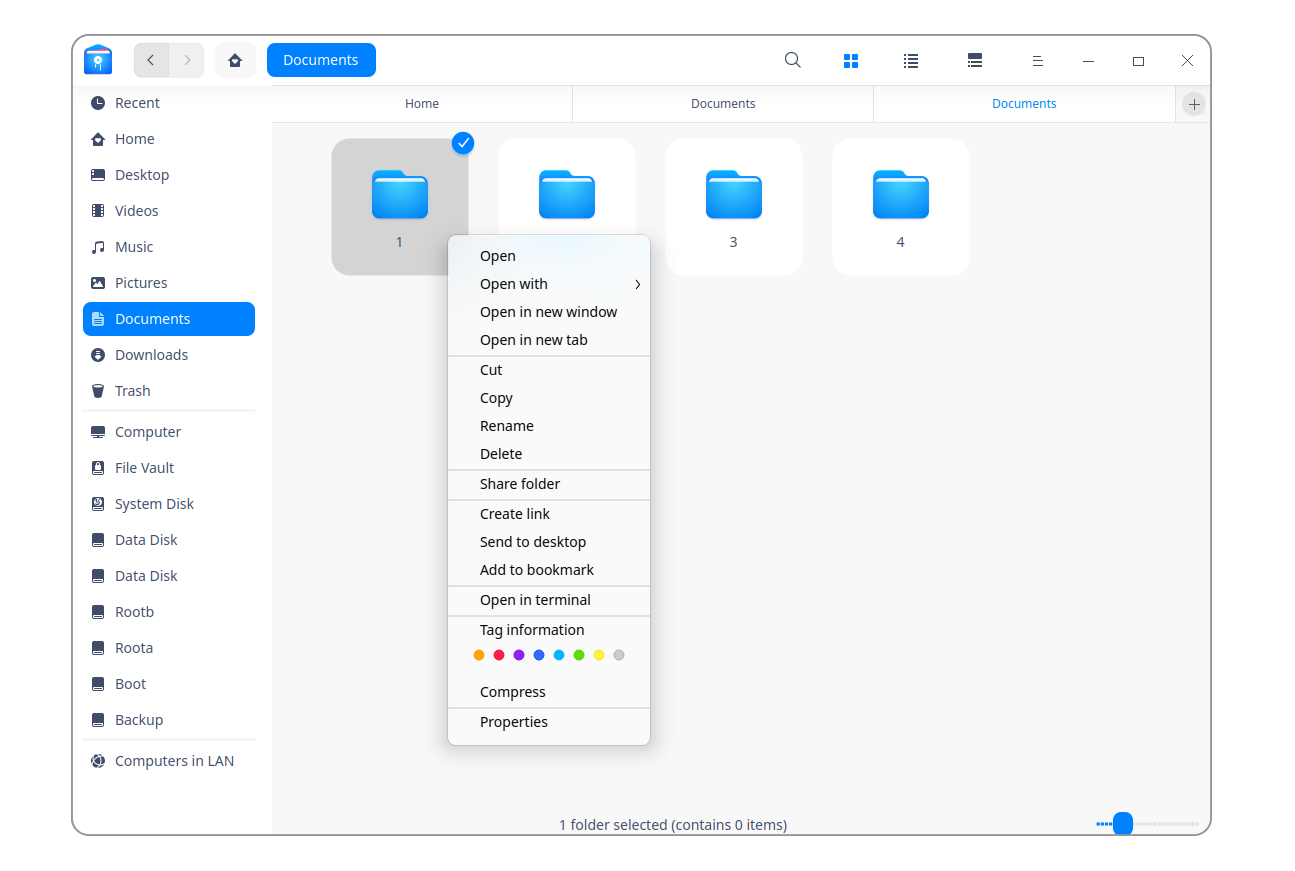 Documents
Recent
Home
Desktop
Videos
Music
Pictures
Documents
Downloads
Trash
Computer
File Vault
System Disk
Data Disk
Data Disk
Rootb
Roota
Boot
Backup
Computers in LAN
Home
Documents
Documents
1
3
4
Open
Open with
Open in new window
Open in new tab
Cut
Copy
Rename
Delete
Share folder
Create link
Send to desktop
Add to bookmark
Open in terminal
Tag information
Compress
Properties
1 folder selected (contains 0 items)